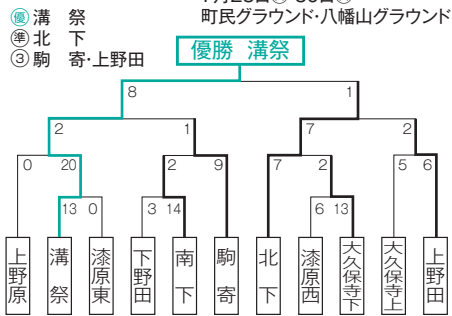 優 溝 祭
準 北 下
③ 駒 寄・上野田
町民グラウンド・八幡山グラウンド
優勝 溝祭
8 1
2 1 7 2
0 20 2 9 7 2 5 6
13 0 3 14 6 13
上野原
溝祭
漆原東
下野田
南下
駒寄
北下
漆原西
大久保寺下
大久保寺上
上野田